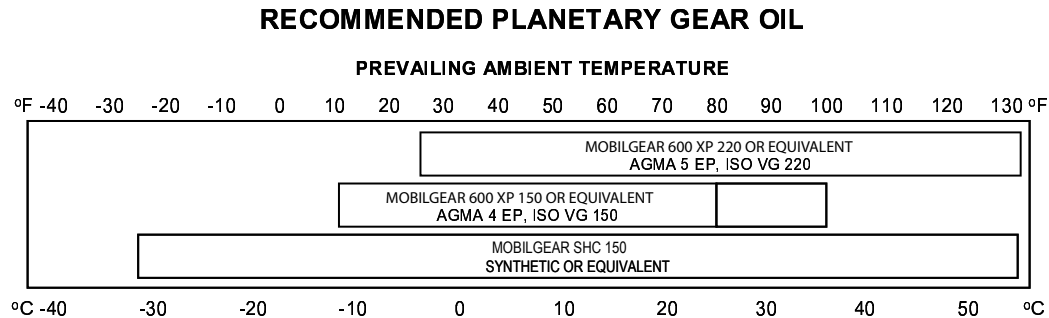 RECOMMENDED PLANETARY GEAR OIL
PREVAILING AMBIENT TEMPERATURE
ºF -40 -30 -20 -10 0 10 20 30 40 50 60 70 80 90 100 110 120 130 ºF
MOBILGEAR 600 XP 220 OR EQUIVALENT
AGMA 5 EP, ISO VG 220
MOBILGEAR 600 XP 150 OR EQUIVALENT
AGMA 4 EP, ISO VG 150
MOBILGEAR SHC 150
SYNTHETIC OR EQUIVALENT
ºC -40 -30 -20 -10 0 10 20 30 40 50 ºC